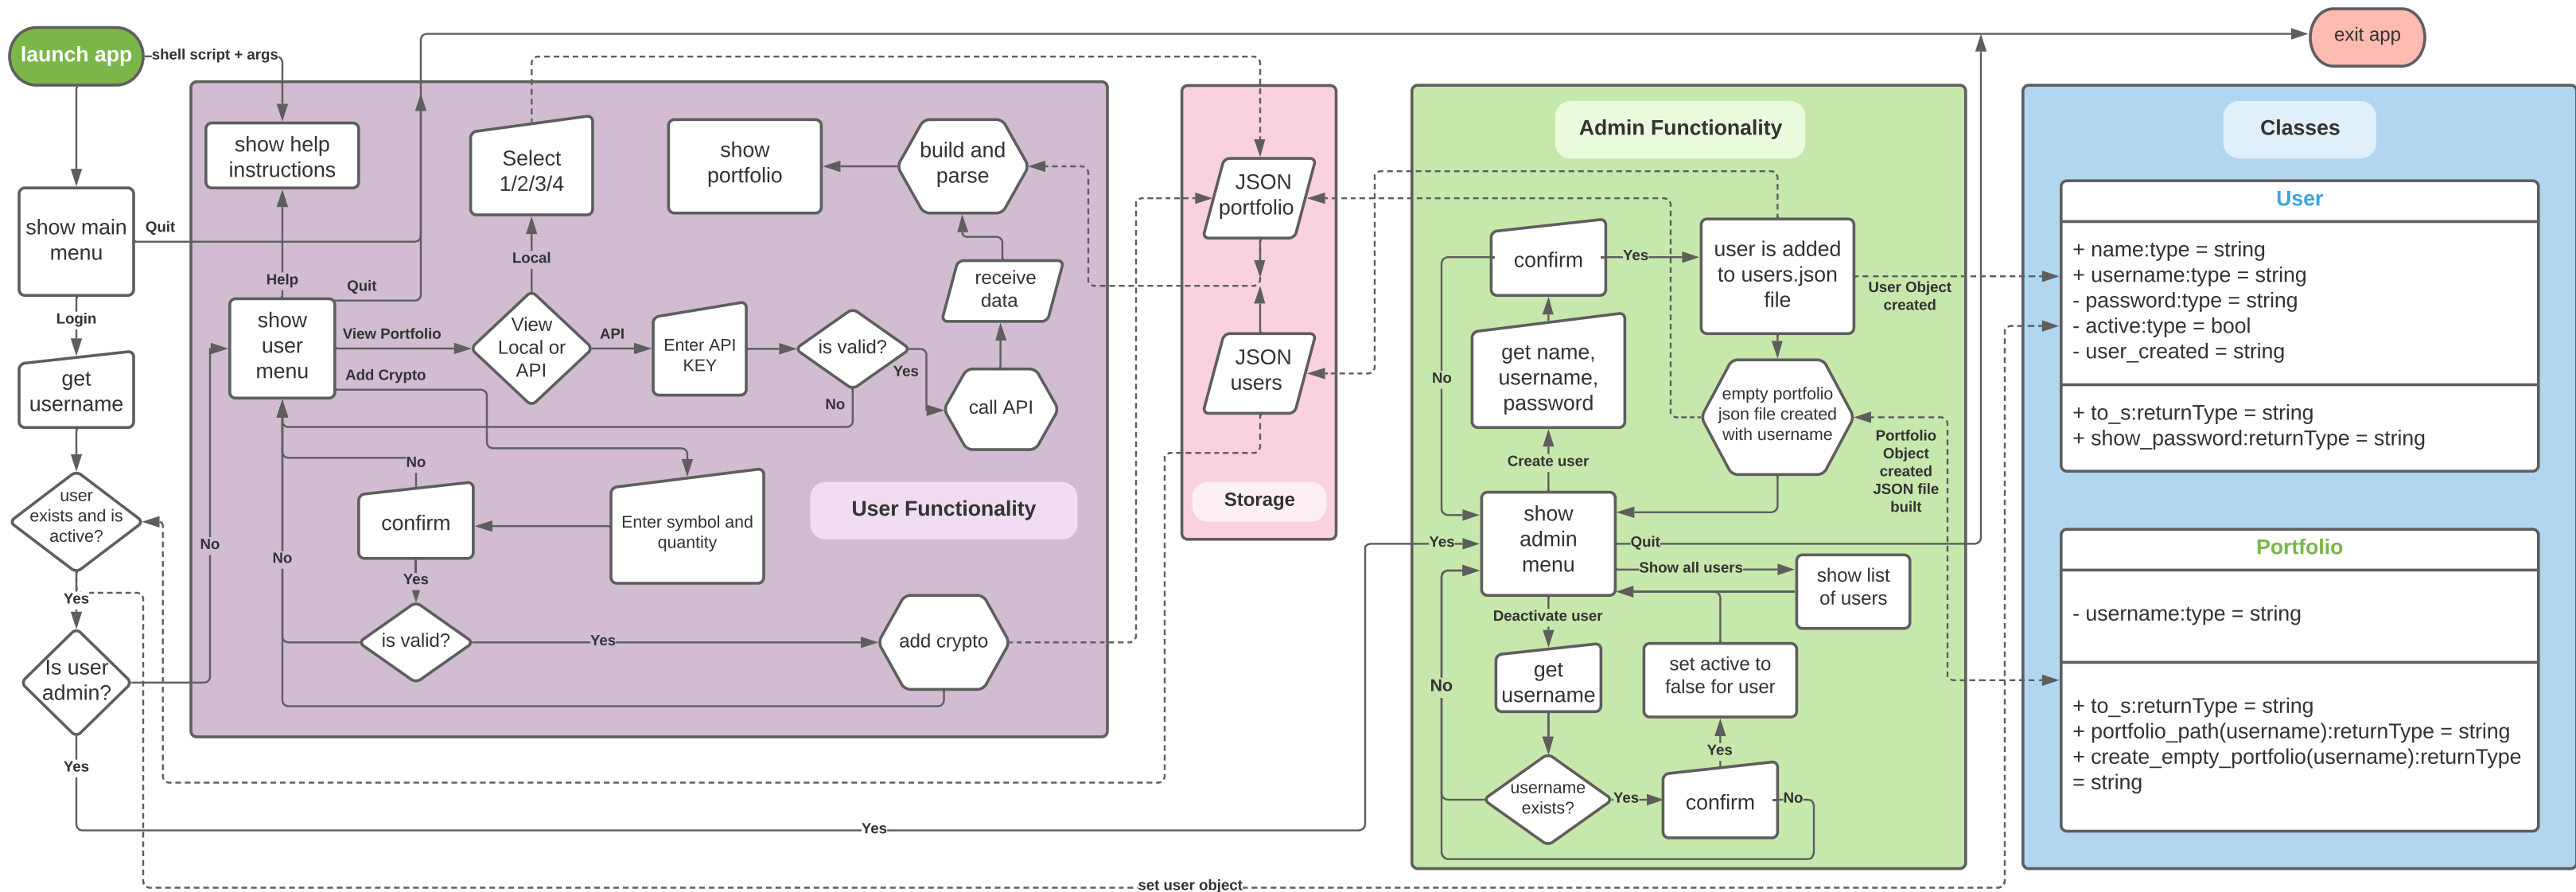 launch app
shell script + args
exit app
show help
instructions
show main
menu
Quit
Login
get
username
user
exists and is
active?
Yes
Is user
admin?
No
Yes
Yes
Help
Quit
show
user
menu
View Portfolio
Add Crypto
Select
1/2/3/4
Local
View
Local or
API
API
Enter API
KEY
is valid?
Yes
No
call API
receive
data
build and
parse
show
portfolio
No
confirm
Enter symbol and
quantity
User Functionality
No
Yes
is valid?
Yes
add crypto
JSON
portfolio
JSON
users
Storage
Admin Functionality
confirm
Yes
user is added
to users.json
file
User Object
created
No
get name,
username,
password
empty portfolio
json file created
with username
Portfolio
Object
created
JSON file
built
Create user
Yes
show
admin
menu
Quit
Show all users
show list
of users
Deactivate user
get
username
set active to
false for user
No
Yes
username
exists?
Yes
confirm
No
set user object
Classes
User
+ name:type = string
+ username:type = string
- password:type = string
- active:type = bool
- user_created = string
+ to_s:returnType = string
+ show_password:returnType = string
Portfolio
- username:type = string
+ to_s:returnType = string
+ portfolio_path(username):returnType = string
+ create_empty_portfolio(username):returnType
= string